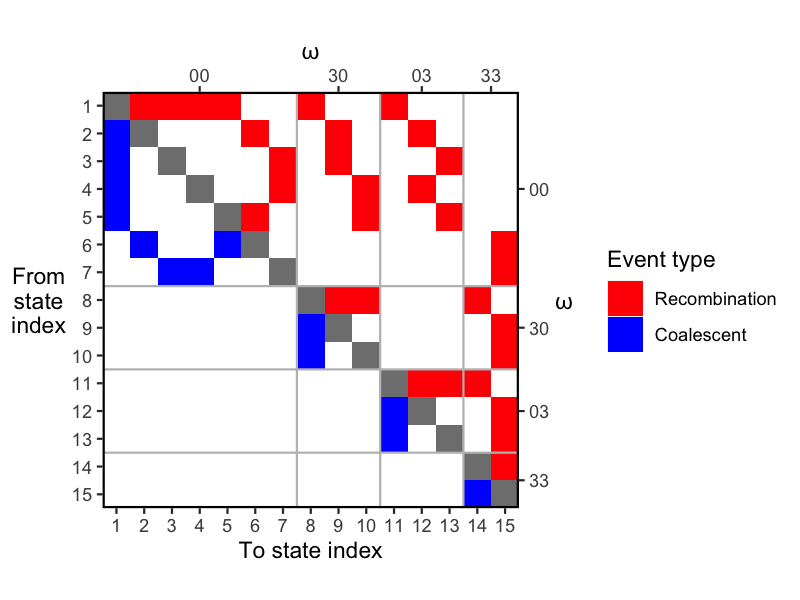 ω
00 30 03 33
1
2
3
4
5
6
7
8
9
10
11
12
13
14
15
From
state
index
00
30
03
33
ω
Event type
Recombination
Coalescent
1 2 3 4 5 6 7 8 9 10 11 12 13 14 15
To state index